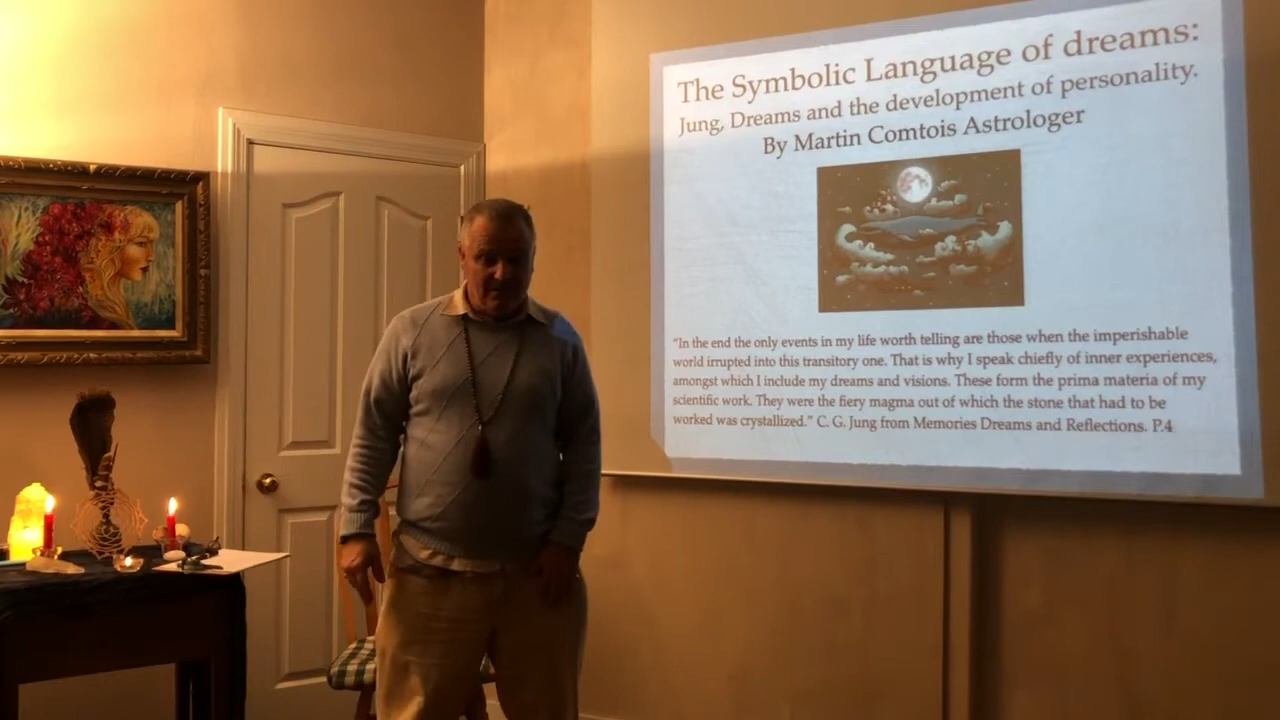 The Symbolic Language of dreams:
Jung, Dreams and the development of personality.
By Martin Comtois Astrologer
“In the end the only events in my life worth telling are those when the imperishable
world irrupted into this transitory one. That is why I speak chiefly of inner experiences,
amongst which I include my dreams and visions. These form the prima materia of my
scientific work. They were the fiery magma out of which the stone that had to be
worked was crystallized.” C. G. Jung from Memories Dreams and Reflections. P.4